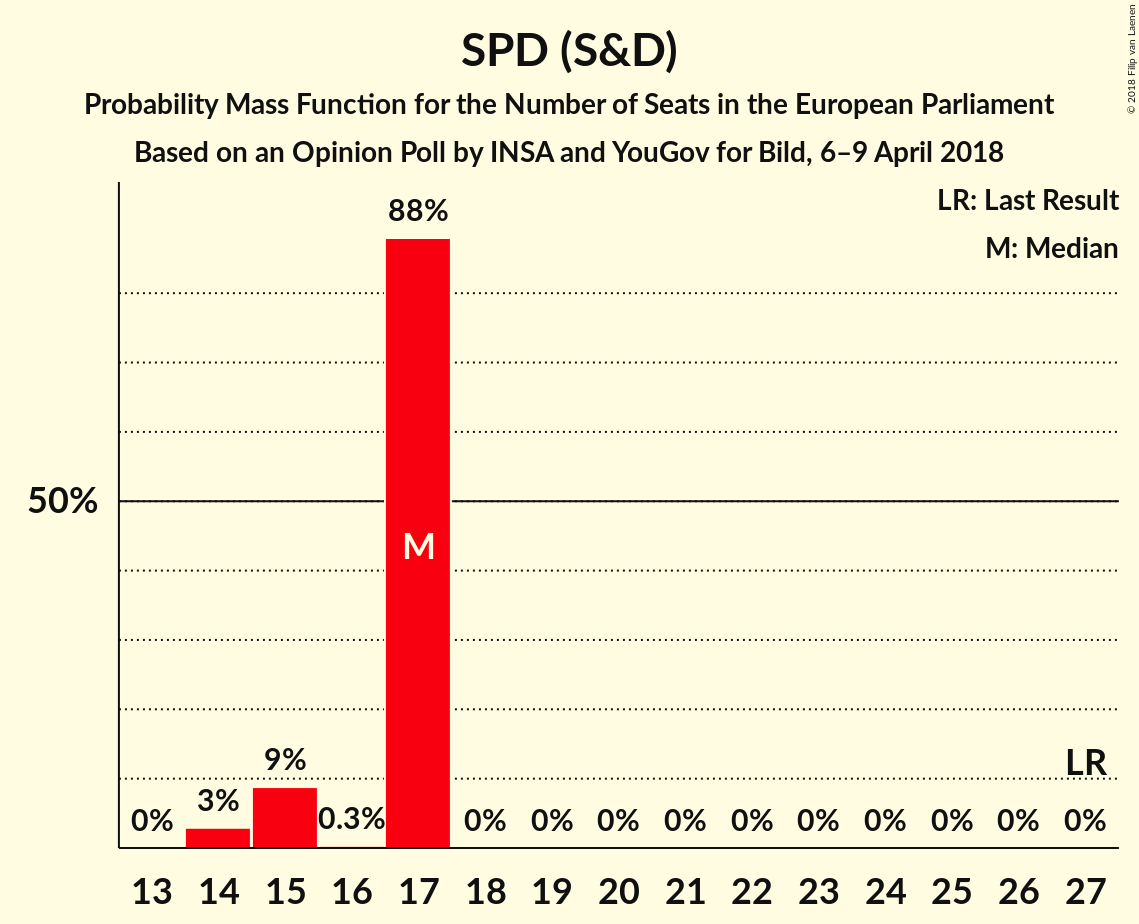 SPD (S&D)
Probability Mass Function for the Number of Seats in the European Parliament
Based on an Opinion Poll by INSA and YouGov for Bild, 6–9 April 2018
© 2018 Filip van Laenen
LR: Last Result
M: Median
88%
50%
M
9%
LR
0% 3% 0.3% 0% 0% 0% 0% 0% 0% 0% 0% 0% 0%
13 14 15 16 17 18 19 20 21 22 23 24 25 26 27